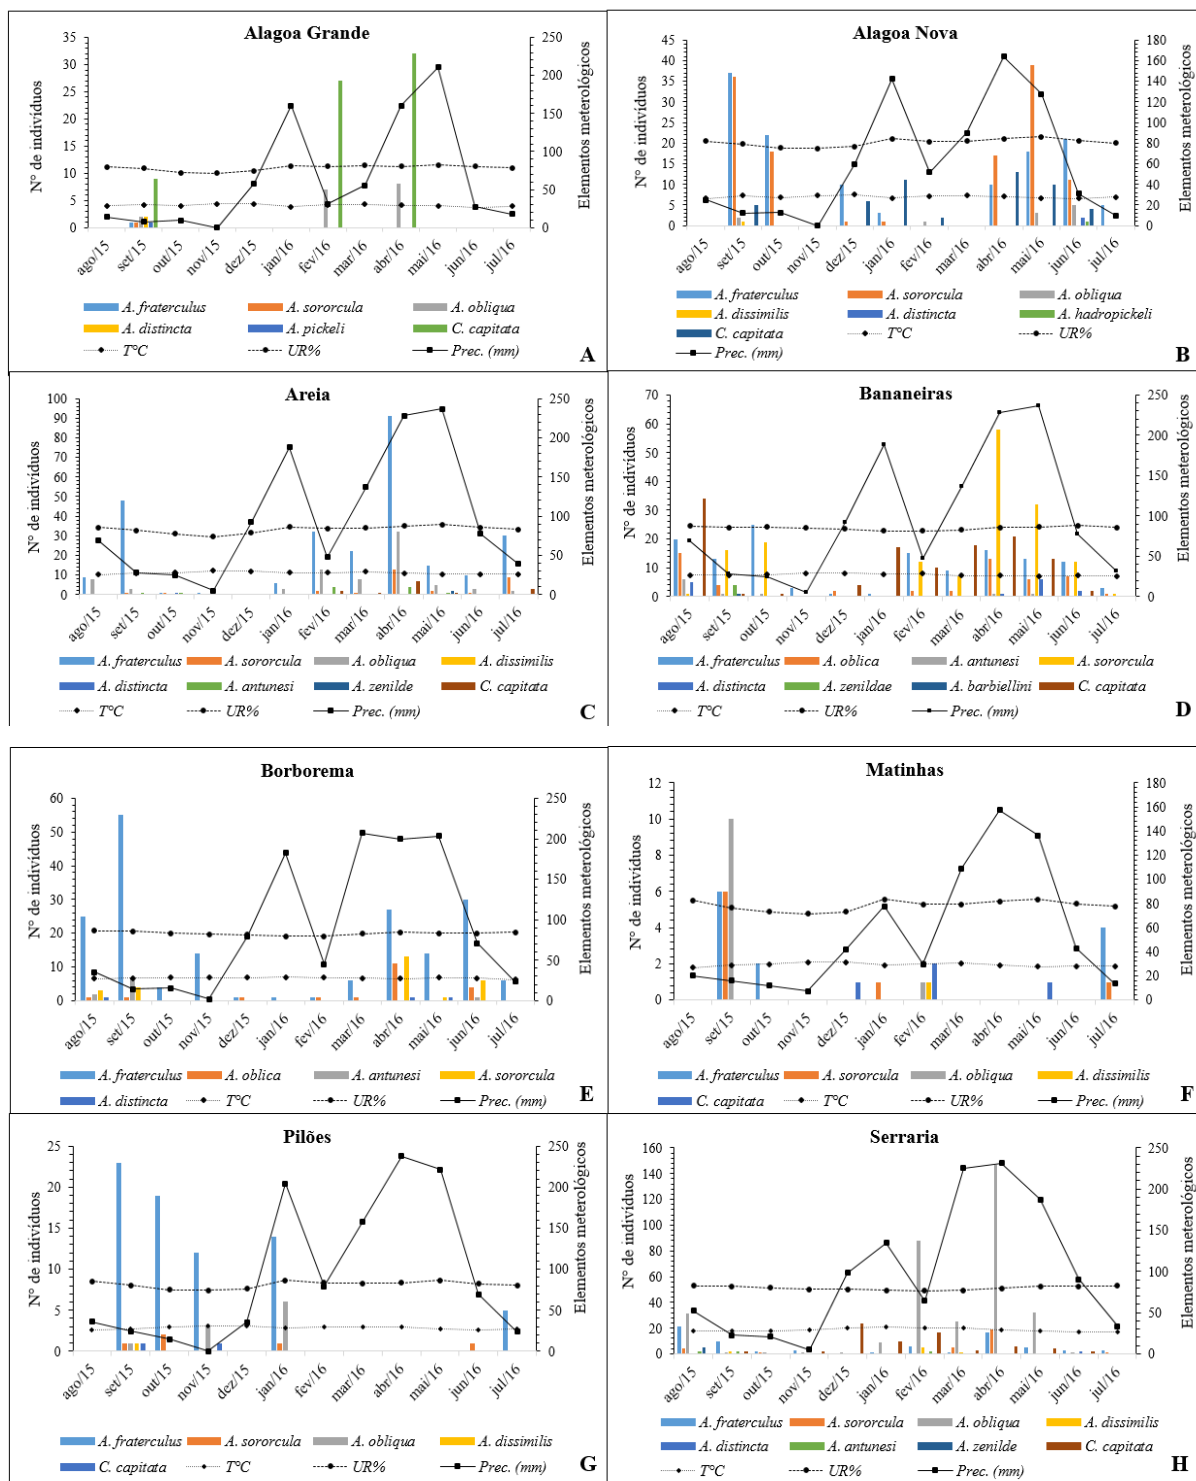 Alagoa Grande
N° de indivíduos
35
30
25
20
15
10
5
0
250
200
150
100
50
0
Elementos meterológicos
ago/15 set/15 out/15 nov/15 dez/15 jan/16 fev/16 mar/16 abr/16 mai/16 jun/16 jul/16
A. fraterculus A. sororcula A. obliqua
A. distincta A. pickeli C. capitata
T°C UR% Prec. (mm)
A
Alagoa Nova
N° de indivíduos
45
40
35
30
25
20
15
10
5
0
180
160
140
120
100
80
60
40
20
0
Elementos meterológicos
ago/15 set/15 out/15 nov/15 dez/15 jan/16 fev/16 mar/16 abr/16 mai/16 jun/16 jul/16
A. fraterculus A. sororcula A. obliqua
A. dissimilis A. distincta A. hadropickeli
C. capitata T°C UR%
Prec. (mm)
B
Areia
N° de indivíduos
100
90
80
70
60
50
40
30
20
10
0
250
200
150
100
50
0
Elementos meterológicos
ago/15 set/15 out/15 nov/15 dez/15 jan/16 fev/16 mar/16 abr/16 mai/16 jun/16 jul/16
A. fraterculus A. sororcula A. obliqua A. dissimilis
A. distincta A. antunesi A. zenilde C. capitata
T°C UR% Prec. (mm)
C
Bananeiras
N° de indivíduos
70
60
50
40
30
20
10
0
250
200
150
100
50
0
Elementos meterológicos
ago/15 set/15 out/15 nov/15 dez/15 jan/16 fev/16 mar/16 abr/16 mai/16 jun/16 jul/16
A. fraterculus A. oblica A. antunesi A. sororcula
A. distincta A. zenildae A. barbiellini C. capitata
T°C UR% Prec. (mm)
D
Borborema
N° de indivíduos
60
50
40
30
20
10
0
250
200
150
100
50
0
Elementos meterológicos
ago/15 set/15 out/15 nov/15 dez/15 jan/16 fev/16 mar/16 abr/16 mai/16 jun/16 jul/16
A. fraterculus A. oblica A. antunesi A. sororcula
A. distincta T°C UR% Prec. (mm)
E
Matinhas
N° de indivíduos
12
10
8
6
4
2
0
180
160
140
120
100
80
60
40
20
0
Elementos meterológicos
ago/15 set/15 out/15 nov/15 dez/15 jan/16 fev/16 mar/16 abr/16 mai/16 jun/16 jul/16
A. fraterculus A. sororcula A. obliqua A. dissimilis
C. capitata T°C UR% Prec. (mm)
F
Pilões
N° de indivíduos
25
20
15
10
5
0
250
200
150
100
50
0
Elementos meterológicos
ago/15 set/15 out/15 nov/15 dez/15 jan/16 fev/16 mar/16 abr/16 mai/16 jun/16 jul/16
A. fraterculus A. sororcula A. obliqua A. dissimilis
C. capitata T°C UR% Prec. (mm)
G
Serraria
N° de indivíduos
160
140
120
100
80
60
40
20
0
250
200
150
100
50
0
Elementos meterológicos
ago/15 set/15 out/15 nov/15 dez/15 jan/16 fev/16 mar/16 abr/16 mai/16 jun/16 jul/16
A. fraterculus A. sororcula A. obliqua A. dissimilis
A. distincta A. antunesi A. zenilde C. capitata
T°C UR% Prec. (mm)
H